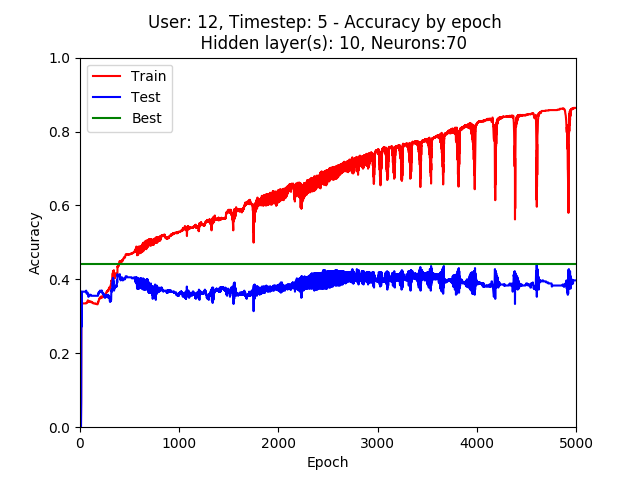 User: 12, Timestep: 5 - Accuracy by epoch
Hidden layer(s): 10, Neurons:70
1.0
0.8
0.6
0.4
0.2
0.0
Accuracy
Train
Test
Best
0 1000 2000 3000 4000 5000
Epoch